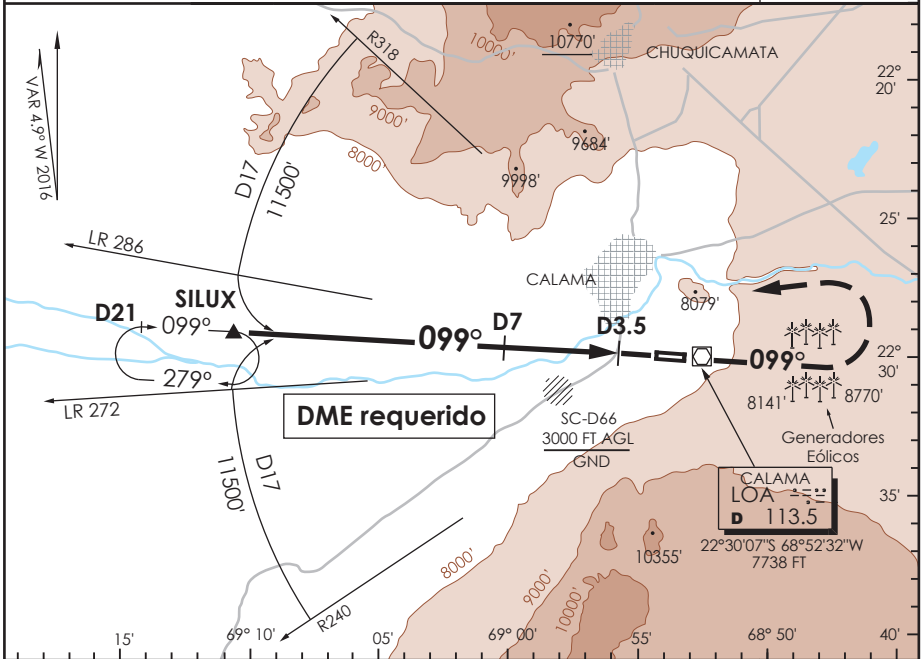 R318
10000'
10770'
CHUQUICAMATA
22°
20'
VAR 4.9° W 2016
9000'
8000'
9684'
9998'
D17
11500'
25'
LR 286
CALAMA
8079'
D21
SILUX
099°
099°
D7
D3.5
099°
22°
30'
279°
LR 272
DME requerido
SC-D66
3000 FT AGL
GND
8141'
8770'
Generadores
Eólicos
D17
11500'
CALAMA
LOA
D 113.5
35'
22°30'07"S 68°52'32"W
7738 FT
10355'
8000'
9000'
10000'
R240
15'
69° 10'
05'
69° 00'
55'
68° 50'
40'